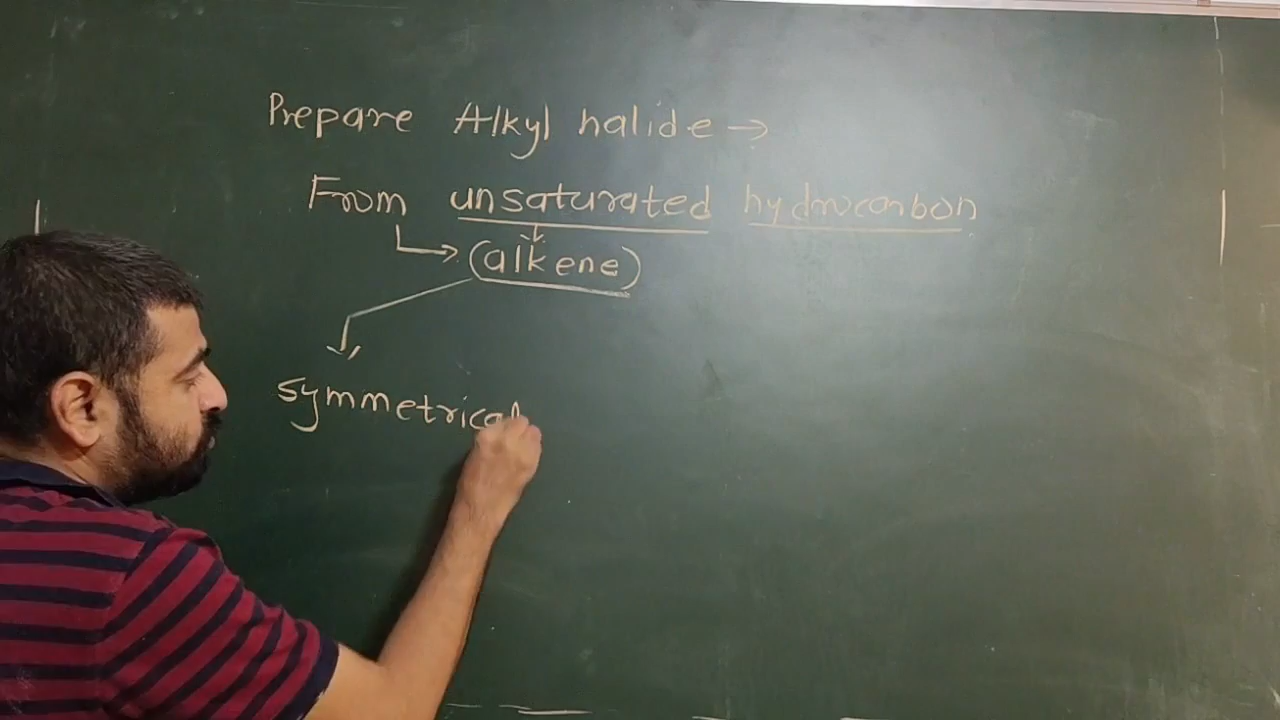 Prepare Alkyl halide →
From unsaturated hydrocarbon
(alkene)
symmetrical